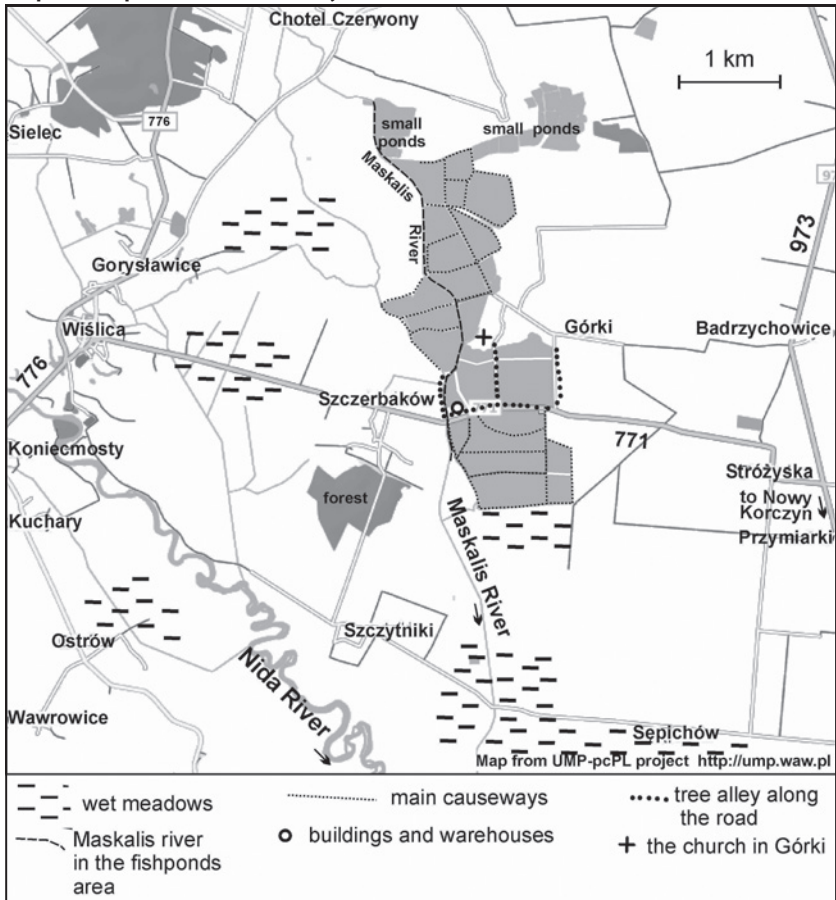 Chotel Czerwony
1 km
776
Sielec
small ponds
small ponds
Maskalis River
973
Gorysławice
Wiślica
776
Górki
Badrzychowice
Szczerbaków
771
Koniecmosty
Stróżyska
forest
to Nowy Korczyn
Kuchary
Przymiarki
Maskalis River
Szczytniki
Ostrów
Nida River
Wawrowice
Sępichów
Map from UMP-pcPL project http://ump.waw.pl
wet meadows
main causeways
tree alley along
the road
Maskalis river
in the fishponds
area
buildings and warehouses
the church in Górki